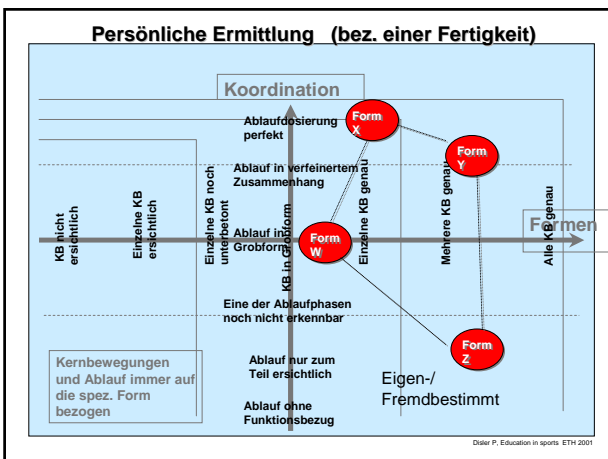 Persönliche Ermittlung (bez. einer Fertigkeit)
Koordination
Ablaufdosierung
perfekt
Form
X
Form
Y
Ablauf in verfeinertem
Zusammenhang
KB nicht
ersichtlich
Einzelne KB
ersichtlich
Einzelne KB noch
unterbetont
KB in Grobform
Einzelne KB genau
Mehrere KB genau
Alle KB genau
Formen
Ablauf in
Grobform
Form
W
Eine der Ablaufphasen
noch nicht erkennbar
Form
Z
Kernbewegungen
und Ablauf immer auf
die spez. Form
bezogen
Ablauf nur zum
Teil ersichtlich
Eigen-/
Fremdbestimmt
Ablauf ohne
Funktionsbezug
Disler P, Education in sports ETH 2001